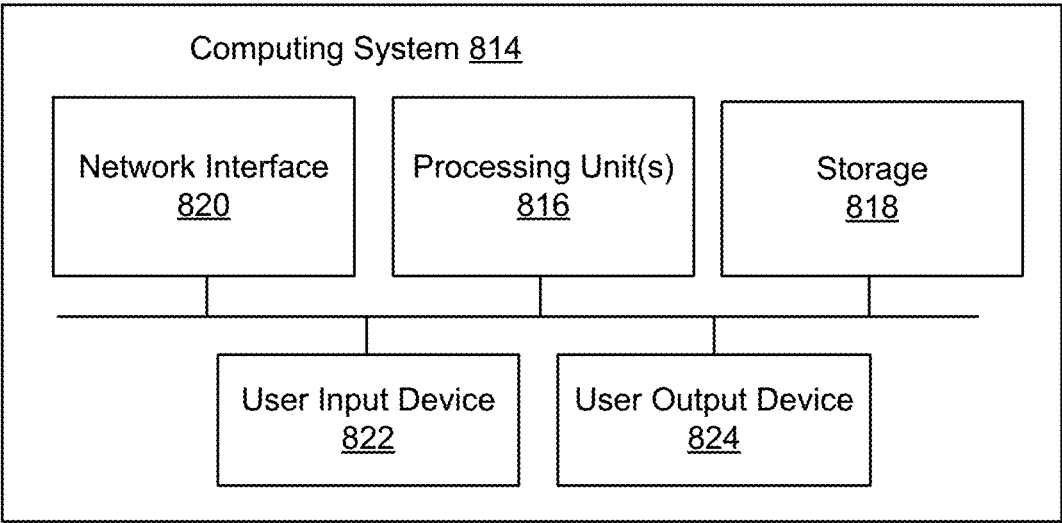 Computing System 814
Network Interface
820
Processing Unit(s)
816
Storage
818
User Input Device
822
User Output Device
824